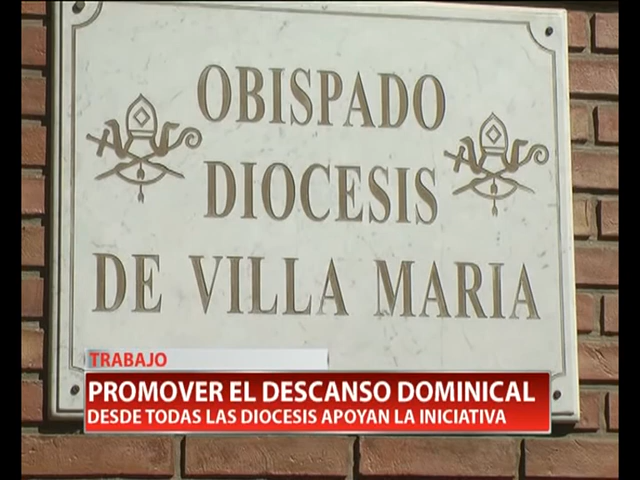 OBISPADO
DIOCESIS
DE VILLA MARIA
TRABAJO
PROMOVER EL DESCANSO DOMINICAL
DESDE TODAS LAS DIOCESIS APOYAN LA INICIATIVA